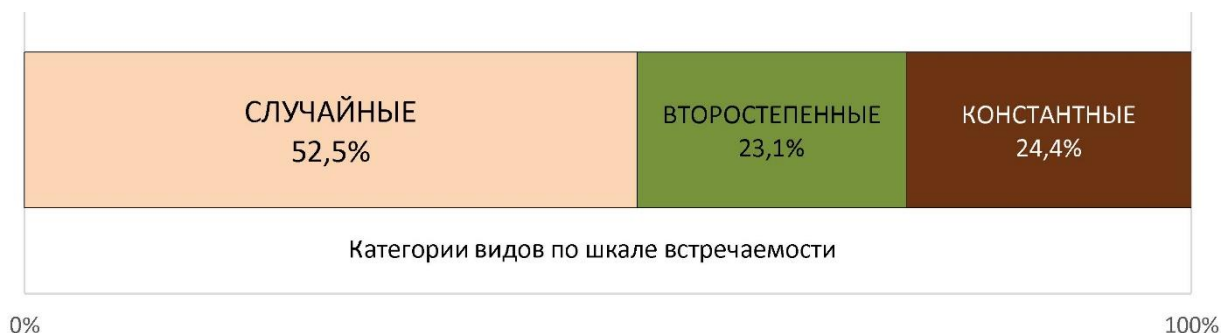 СЛУЧАЙНЫЕ
52,5%
ВТОРОСТЕПЕННЫЕ
23,1%
КОНСТАНТНЫЕ
24,4%
Категории видов по шкале встречаемости
0%
100%